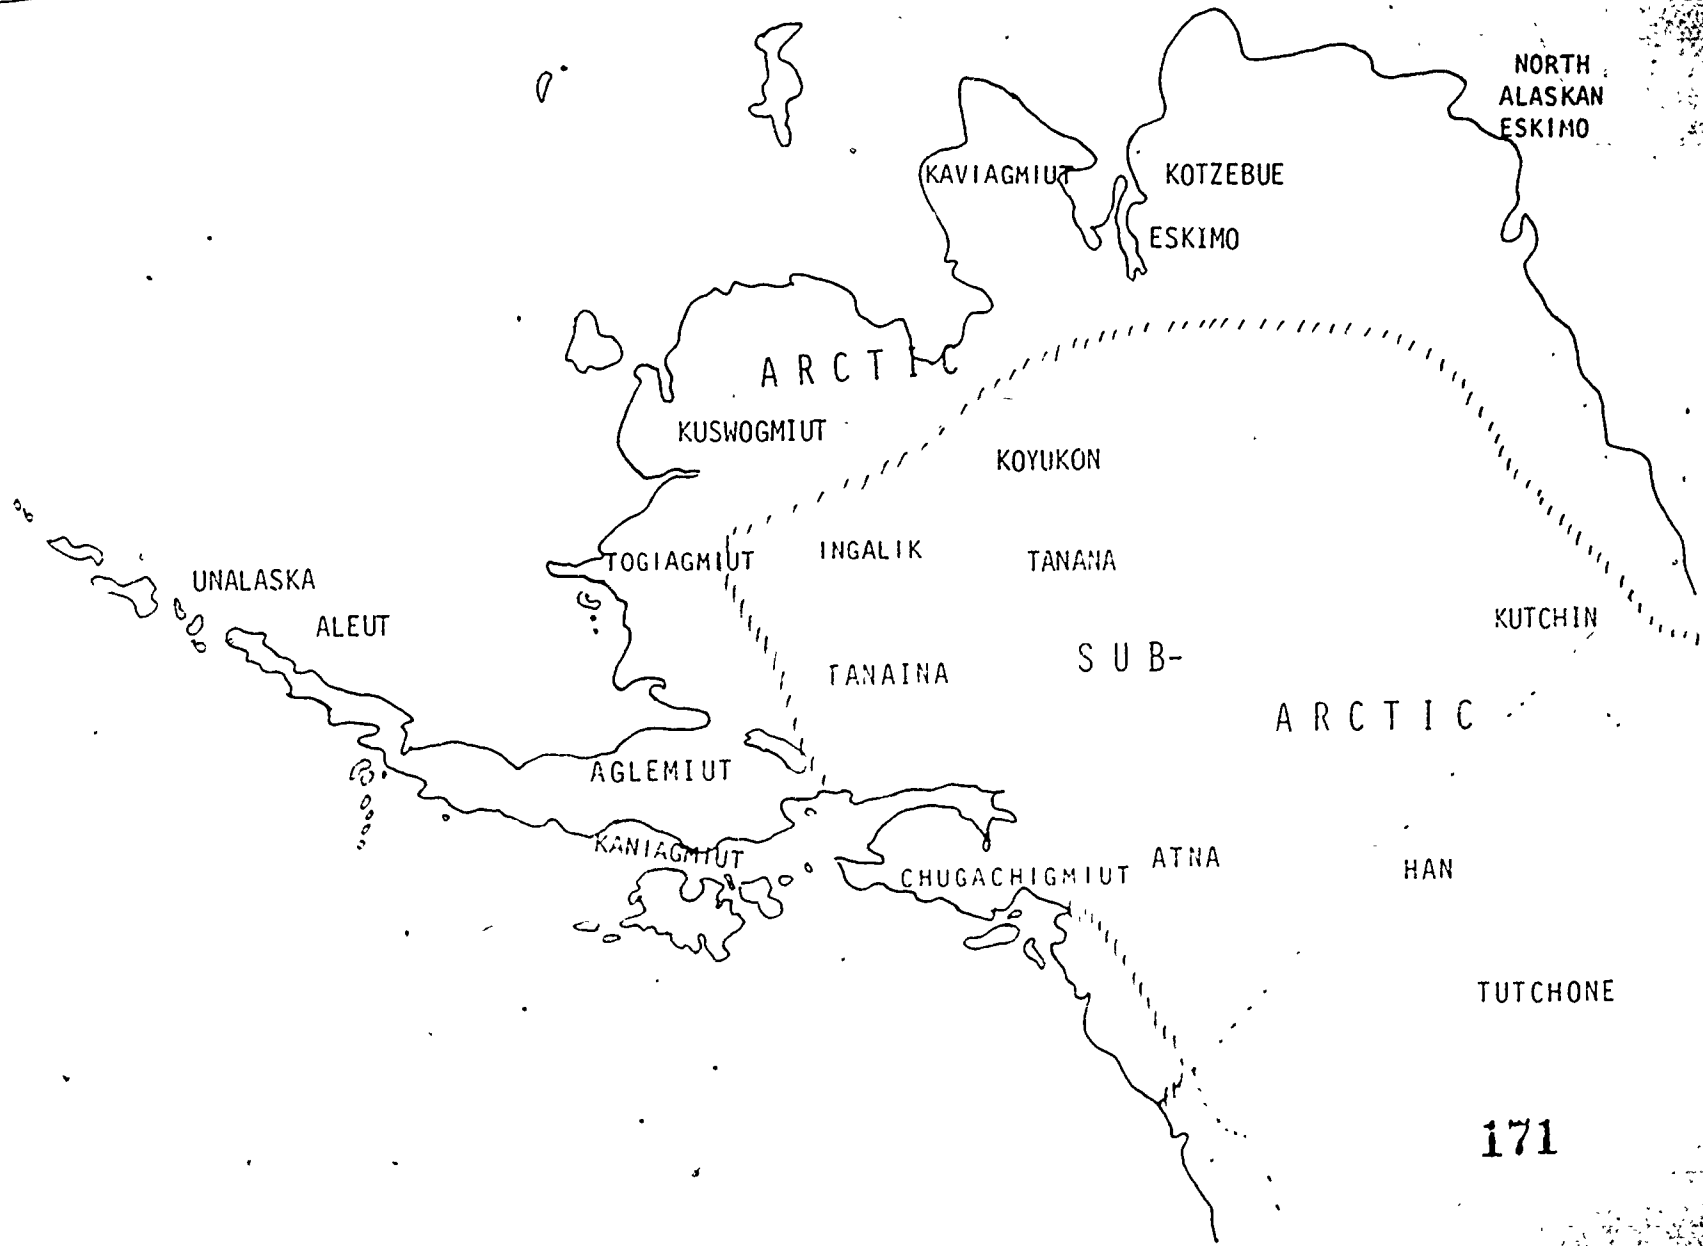 NORTH
ALASKAN
ESKIMO
KAVIAGMIUT
KOTZEBUE
ESKIMO
ARCTIC
KUSWOGMIUT
KOYUKON
TOGIAGMIUT
INGALIK
TANANA
UNALASKA
ALEUT
KUTCHIN
SUB-
TANAINA
ARCTIC
AGLEMIUT
KANIAGMIUT
CHUGACHIGMIUT
ATNA
HAN
TUTCHONE
171